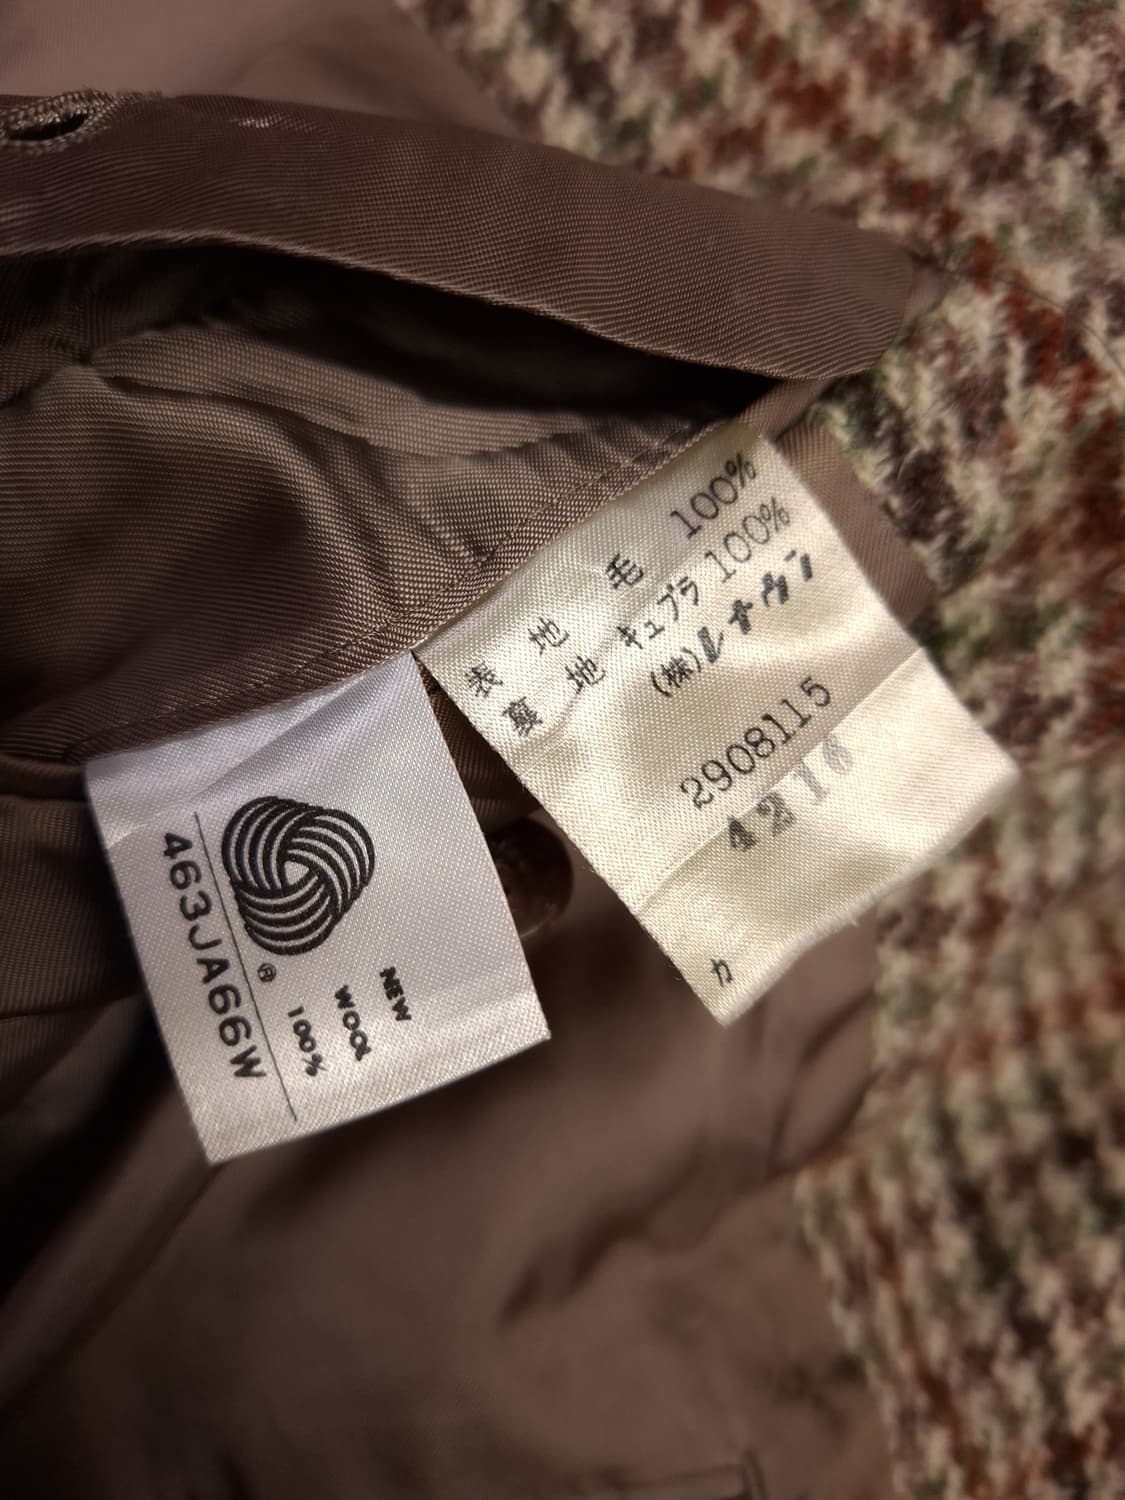 463JA66W
®
NEW
WOOL
100%
表 地 毛 100%
裏 地 キュプラ 100%
(株)レナウン
2908115
4216
カ